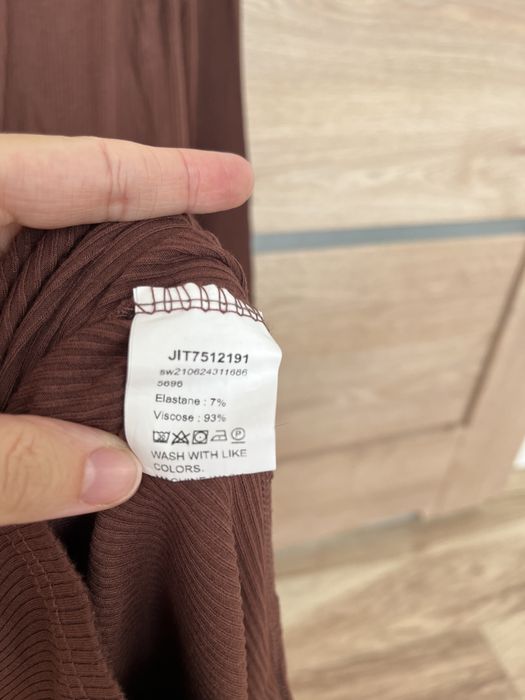 JIT7512191
sw210624311686
5696
Elastane : 7%
Viscose : 93%
WASH WITH LIKE
COLORS.